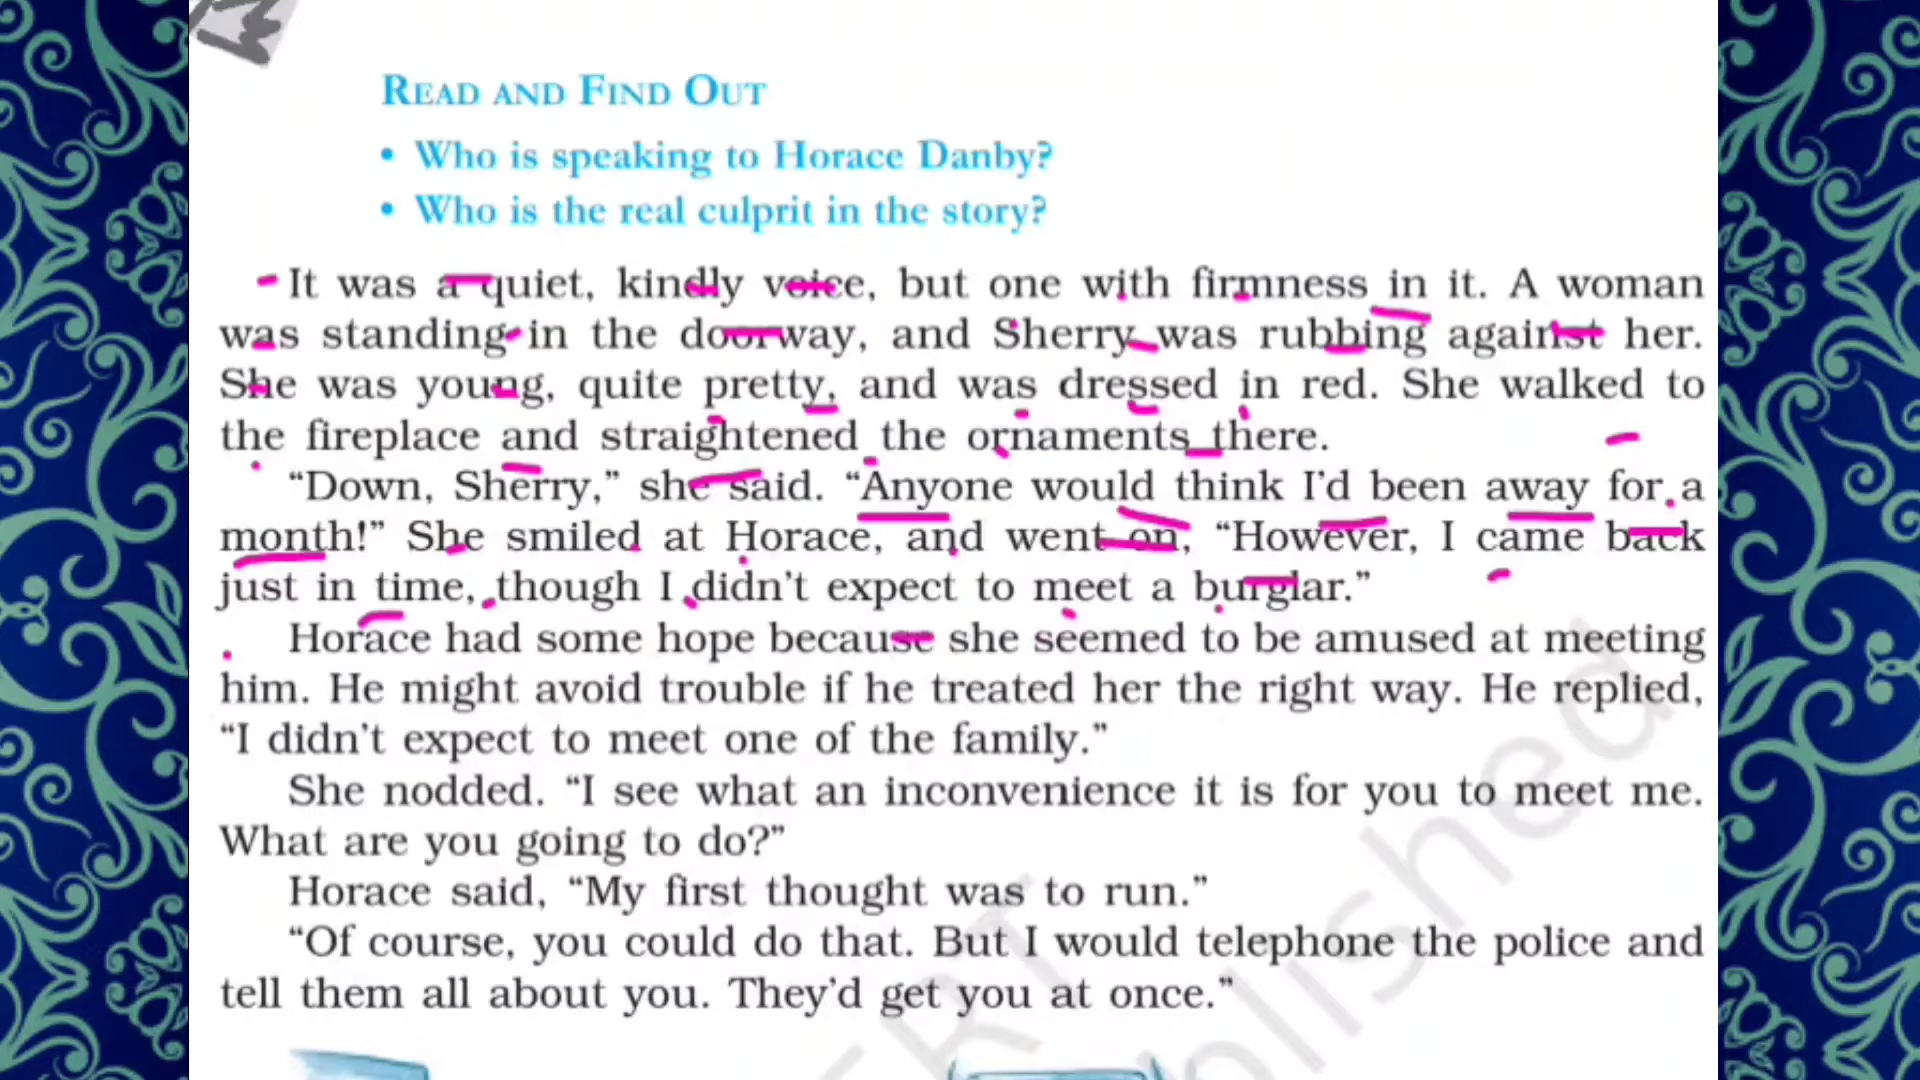 READ AND FIND OUT
• Who is speaking to Horace Danby?
• Who is the real culprit in the story?
It was a quiet, kindly voice, but one with firmness in it. A woman
was standing in the doorway, and Sherry was rubbing against her.
She was young, quite pretty, and was dressed in red. She walked to
the fireplace and straightened the ornaments there.
“Down, Sherry,” she said. “Anyone would think I’d been away for a
month!” She smiled at Horace, and went on, “However, I came back
just in time, though I didn’t expect to meet a burglar.”
Horace had some hope because she seemed to be amused at meeting
him. He might avoid trouble if he treated her the right way. He replied,
“I didn’t expect to meet one of the family.”
She nodded. “I see what an inconvenience it is for you to meet me.
What are you going to do?”
Horace said, “My first thought was to run.”
“Of course, you could do that. But I would telephone the police and
tell them all about you. They’d get you at once.”